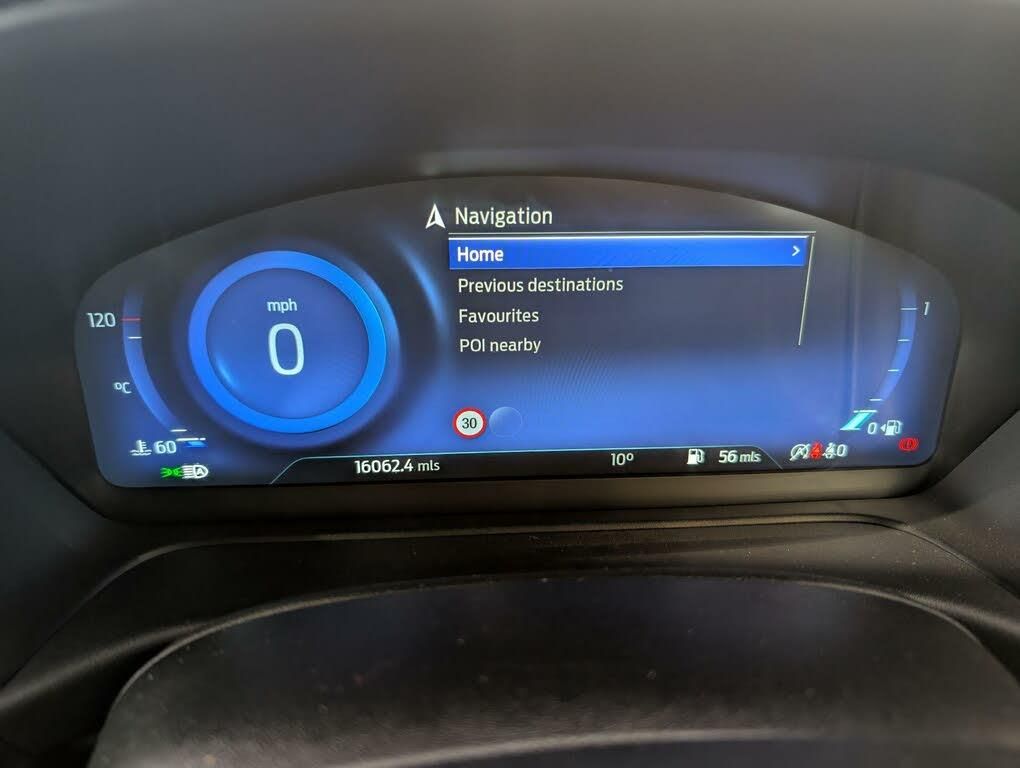 Navigation
Home >
Previous destinations
Favourites
POI nearby
mph
0
120
°C
60
A
30
16062.4 mls
10°
56 mls
1
0
0